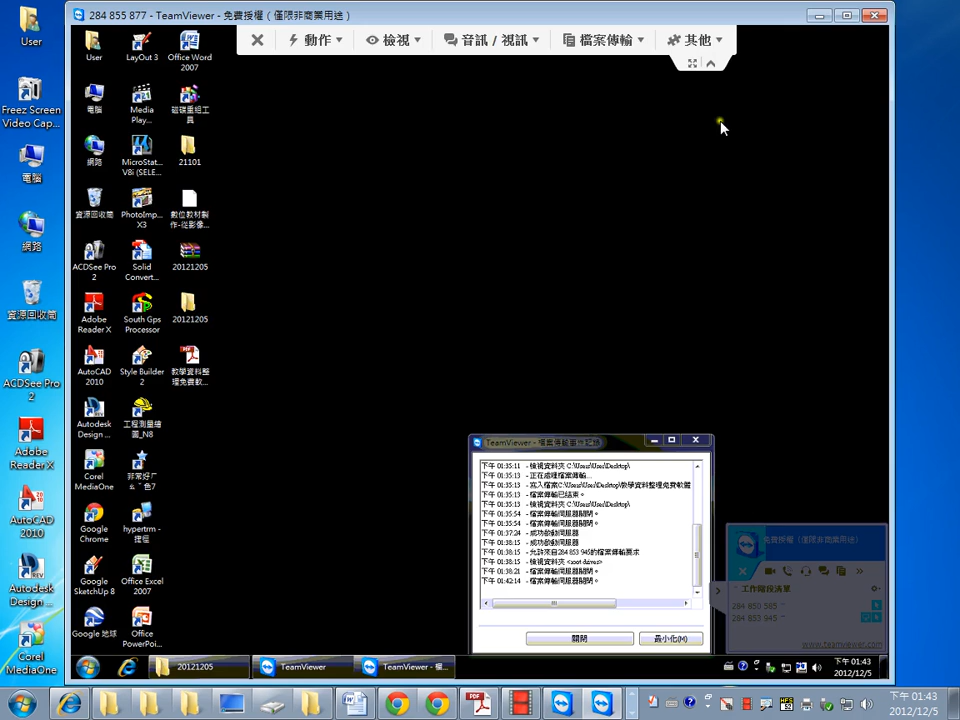 284 855 877 - TeamViewer - 免費授權（僅限非商業用途）
動作 檢視 音訊 / 視訊 檔案傳輸 其他
User
Freez Screen
Video Cap...
電腦
網路
資源回收筒
ACDSee Pro
2
Adobe
Reader X
AutoCAD
2010
Autodesk
Design ...
Corel
MediaOne
User
電腦
網路
資源回收筒
ACDSee Pro
2
Adobe
Reader X
AutoCAD
2010
Autodesk
Design ...
Corel
MediaOne
Google
Chrome
Google
SketchUp 8
Google 地球
LayOut 3
Media
Play...
MicroStat...
V8i (SELE...
PhotoImp...
X3
Solid
Convert...
South Gps
Processor
Style Builder
2
工程測量繪
圖_N8
非常好ㄏ
色7
hypertrm -
捷徑
Office Excel
2007
Office
PowerPoi...
Office Word
2007
磁碟重組工
具
21101
數位教材製
作-從影像...
20121205
20121205
教學資料整
理免費軟...
TeamViewer - 檔案傳輸事件記錄
下午 01:35:11 - 檢視資料夾 C:\Users\User\Desktop\
下午 01:35:13 - 正在處理檔案傳輸...
下午 01:35:13 - 寫入檔案C:\Users\User\Desktop\教學資料整理免費軟體
下午 01:35:13 - 檔案傳輸已結束。
下午 01:35:13 - 檢視資料夾 C:\Users\User\Desktop\
下午 01:35:54 - 檔案傳輸伺服器關閉。
下午 01:35:54 - 檔案傳輸伺服器關閉。
下午 01:37:24 - 成功啟動伺服器
下午 01:38:15 - 成功啟動伺服器
下午 01:38:15 - 允許來自284 853 945的檔案傳輸要求
下午 01:38:15 - 檢視資料夾 <root drives>
下午 01:38:21 - 檔案傳輸伺服器關閉。
下午 01:42:14 - 檔案傳輸伺服器關閉。
關閉
最小化(M)
免費授權（僅限非商業用途）
工作階段清單
284 850 585
284 853 945
www.teamviewer.com
20121205
TeamViewer
TeamViewer - 檔...
下午 01:43
2012/12/5
下午 01:43
2012/12/5